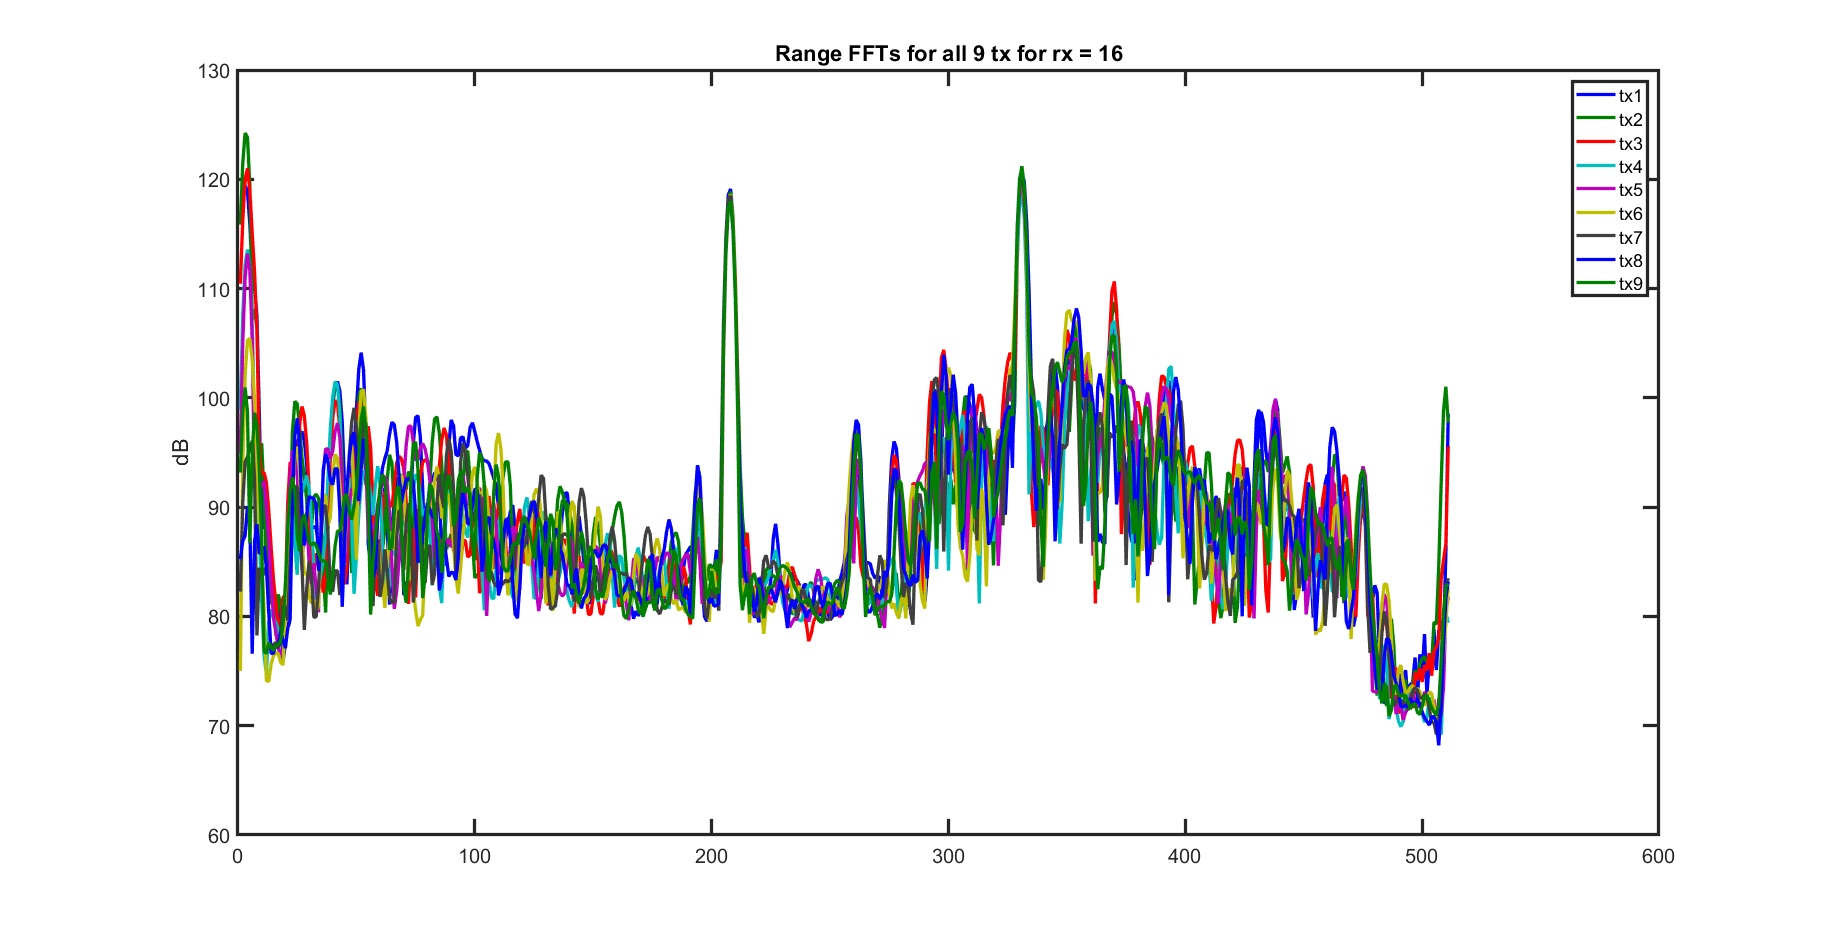 Range FFTs for all 9 tx for rx = 16
130
120
110
100
90
80
70
60
dB
0
100
200
300
400
500
600
tx1
tx2
tx3
tx4
tx5
tx6
tx7
tx8
tx9